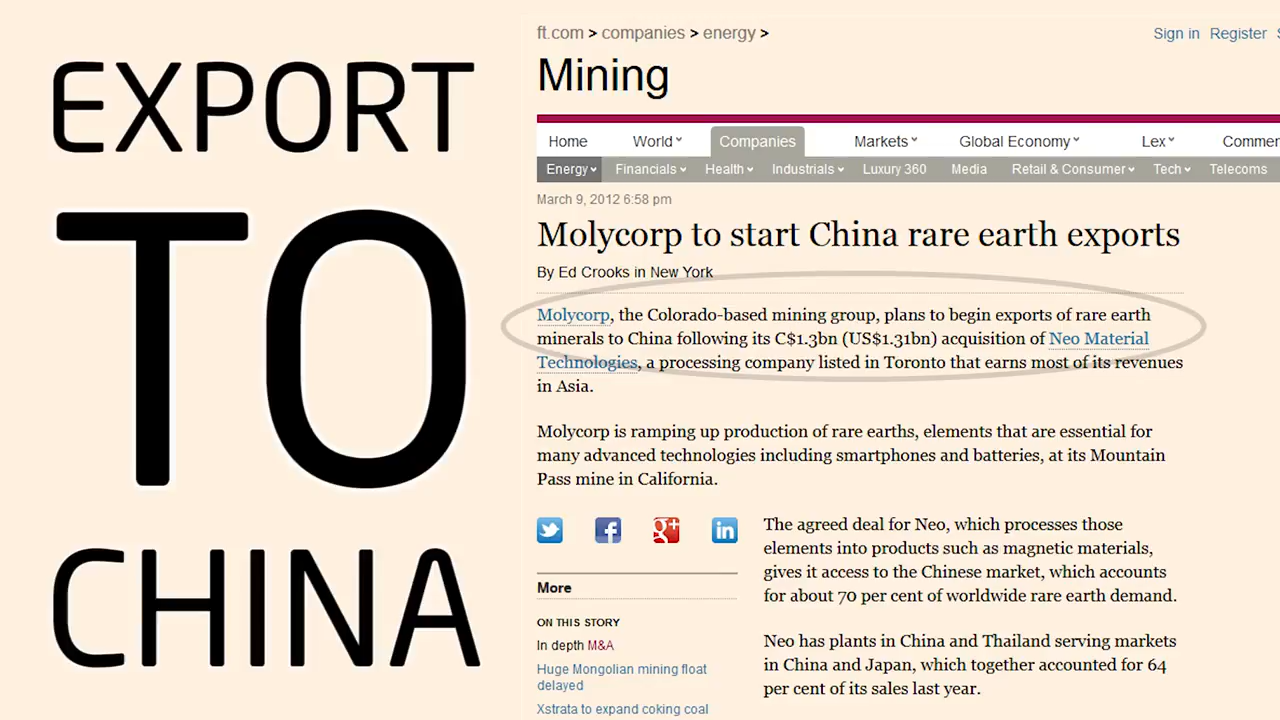 EXPORT
TO
CHINA
ft.com > companies > energy >
Sign in Register
Mining
Home World Companies Markets Global Economy Lex Commen
Energy Financials Health Industrials Luxury 360 Media Retail & Consumer Tech Telecoms
March 9, 2012 6:58 pm
Molycorp to start China rare earth exports
By Ed Crooks in New York
Molycorp, the Colorado-based mining group, plans to begin exports of rare earth
minerals to China following its C$1.3bn (US$1.31bn) acquisition of Neo Material
Technologies, a processing company listed in Toronto that earns most of its revenues
in Asia.
Molycorp is ramping up production of rare earths, elements that are essential for
many advanced technologies including smartphones and batteries, at its Mountain
Pass mine in California.
The agreed deal for Neo, which processes those
elements into products such as magnetic materials,
gives it access to the Chinese market, which accounts
for about 70 per cent of worldwide rare earth demand.
Neo has plants in China and Thailand serving markets
in China and Japan, which together accounted for 64
per cent of its sales last year.
More
ON THIS STORY
In depth M&A
Huge Mongolian mining float
delayed
Xstrata to expand coking coal